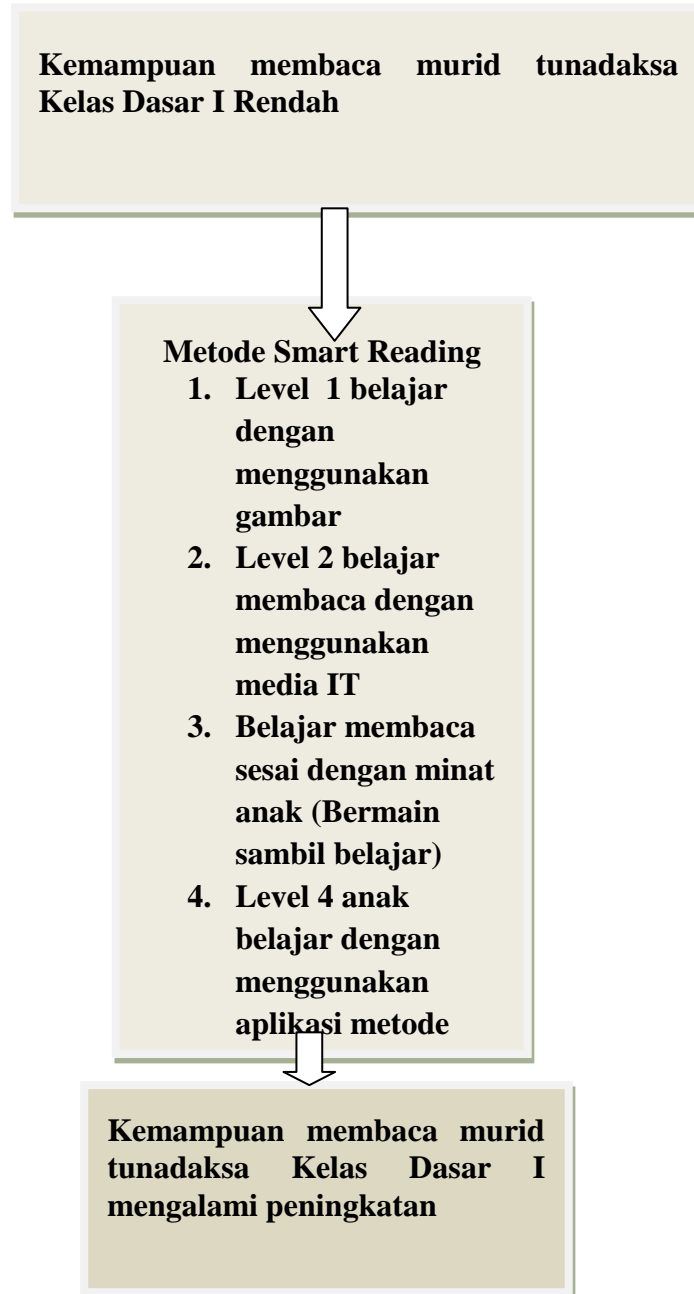 Kemampuan membaca murid tunadaksa
Kelas Dasar I Rendah
Metode Smart Reading
1. Level 1 belajar
dengan
menggunakan
gambar
2. Level 2 belajar
membaca dengan
menggunakan
media IT
3. Belajar membaca
sesai dengan minat
anak (Bermain
sambil belajar)
4. Level 4 anak
belajar dengan
menggunakan
aplikasi metode
Kemampuan membaca murid
tunadaksa Kelas Dasar I
mengalami peningkatan